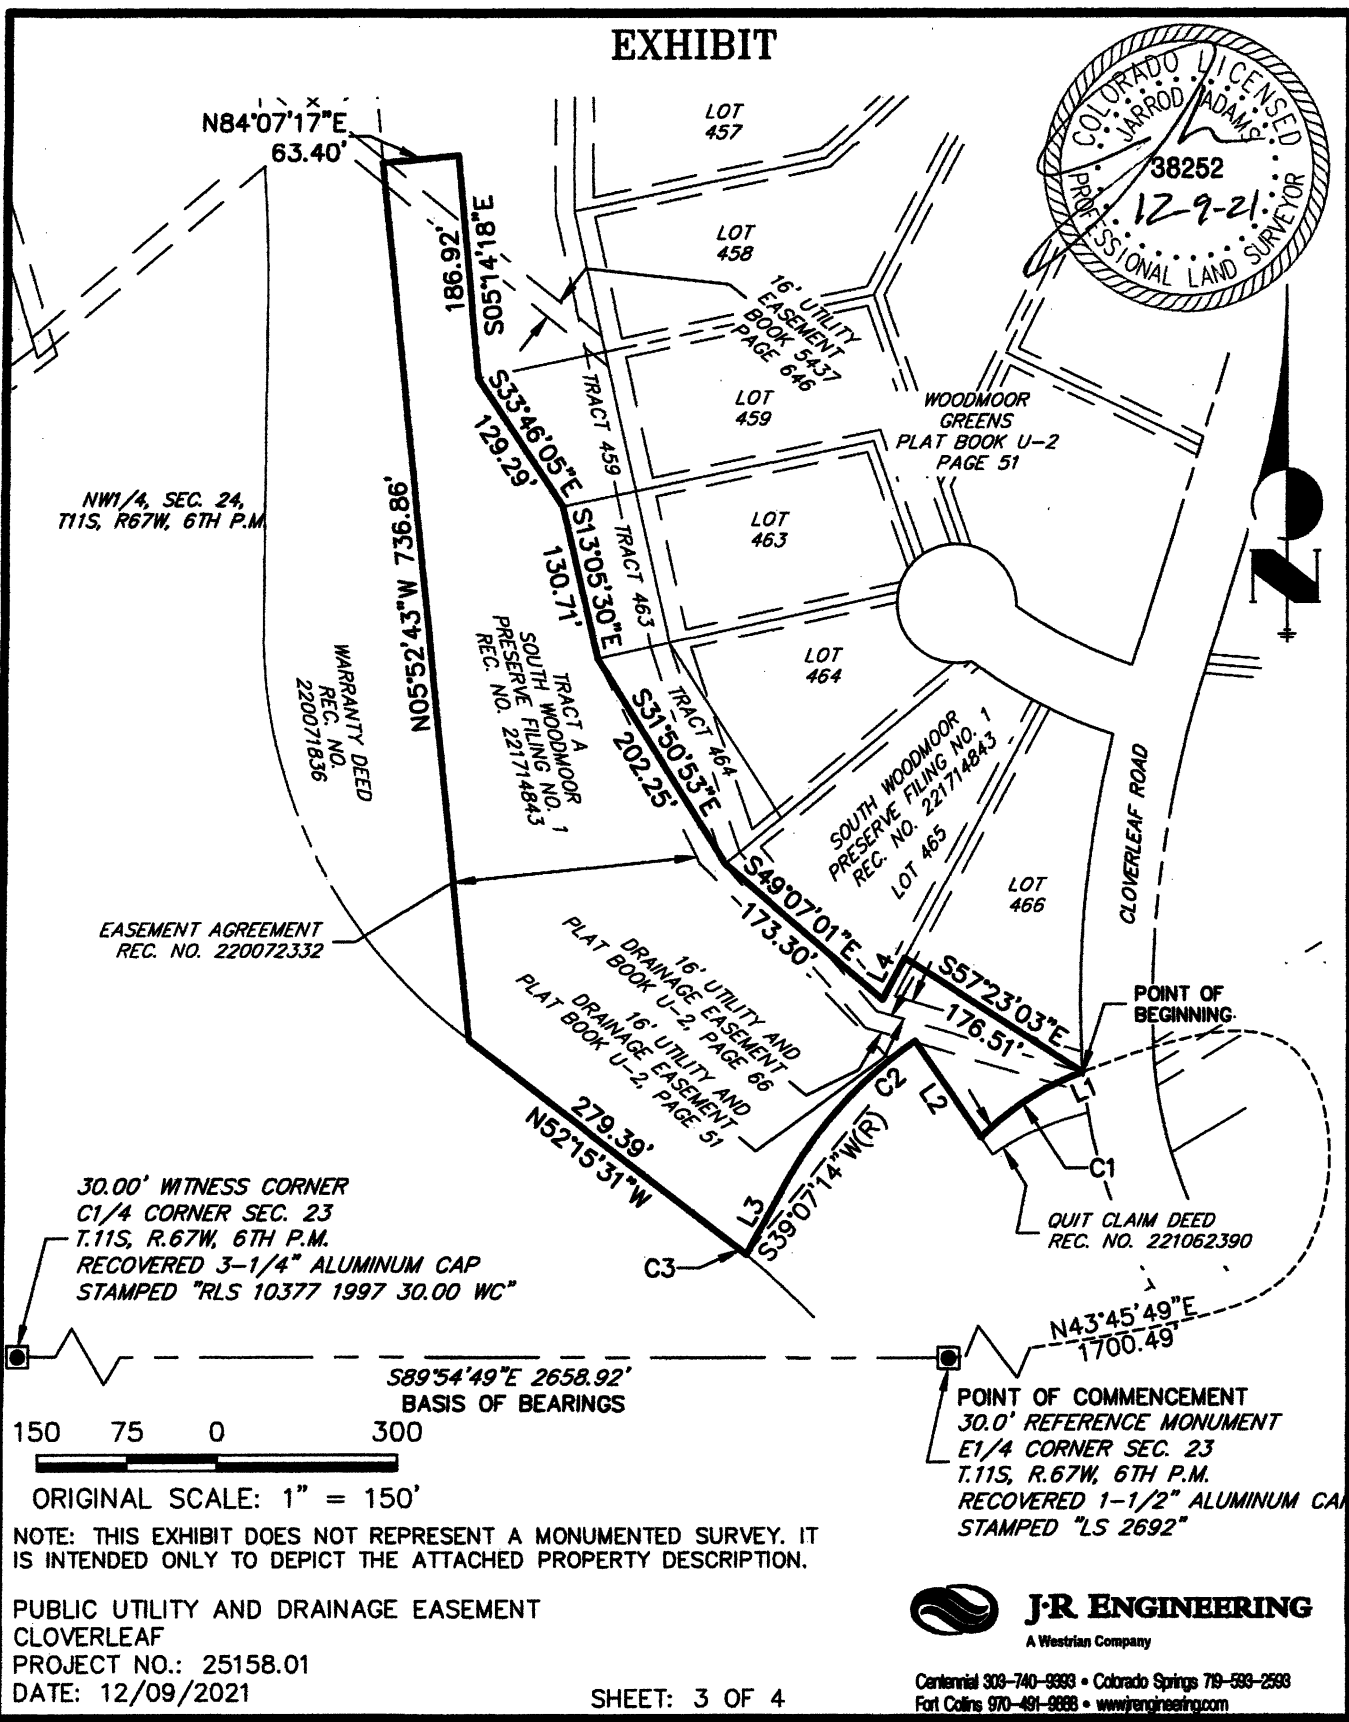 EXHIBIT
COLORADO LICENSED
JARROD ADAMS
38252
12-9-21
PROFESSIONAL LAND SURVEYOR
N84°07'17"E
63.40'
LOT
457
LOT
458
186.92'
S05°14'18"E
16' UTILITY
EASEMENT
BOOK 5437
PAGE 646
LOT
459
WOODMOOR
GREENS
PLAT BOOK U-2
PAGE 51
S33°46'05"E
129.29'
TRACT 459
NW1/4, SEC. 24,
T11S, R67W, 6TH P.M.
N05°52'43"W 736.86'
S13°05'30"E
130.71'
TRACT 463
LOT
463
N
LOT
464
WARRANTY DEED
REC. NO.
220071836
TRACT A
SOUTH WOODMOOR
PRESERVE FILING NO. 1
REC. NO. 221714843
S31°50'53"E
202.25'
TRACT 464
SOUTH WOODMOOR
PRESERVE FILING NO. 1
REC. NO. 221714843
LOT 465
LOT
466
CLOVERLEAF ROAD
EASEMENT AGREEMENT
REC. NO. 220072332
S49°07'01"E
173.30'
L4
S57°23'03"E
176.51'
POINT OF
BEGINNING
16' UTILITY AND
DRAINAGE EASEMENT
PLAT BOOK U-2, PAGE 66
16' UTILITY AND
DRAINAGE EASEMENT
PLAT BOOK U-2, PAGE 51
C2
L2
L1
C1
279.39'
N52°15'31"W
L3
S39°07'14"W(R)
C3
QUIT CLAIM DEED
REC. NO. 221062390
30.00' WITNESS CORNER
C1/4 CORNER SEC. 23
T.11S, R.67W, 6TH P.M.
RECOVERED 3-1/4" ALUMINUM CAP
STAMPED "RLS 10377 1997 30.00 WC"
N43°45'49"E
1700.49'
S89°54'49"E 2658.92'
BASIS OF BEARINGS
POINT OF COMMENCEMENT
30.0' REFERENCE MONUMENT
E1/4 CORNER SEC. 23
T.11S, R.67W, 6TH P.M.
RECOVERED 1-1/2" ALUMINUM CAP
STAMPED "LS 2692"
150 75 0 300
ORIGINAL SCALE: 1" = 150'
NOTE: THIS EXHIBIT DOES NOT REPRESENT A MONUMENTED SURVEY. IT
IS INTENDED ONLY TO DEPICT THE ATTACHED PROPERTY DESCRIPTION.
PUBLIC UTILITY AND DRAINAGE EASEMENT
CLOVERLEAF
PROJECT NO.: 25158.01
DATE: 12/09/2021
SHEET: 3 OF 4
J·R ENGINEERING
A Westrian Company
Centennial 303-740-9393 • Colorado Springs 719-593-2593
Fort Collins 970-491-9888 • www.jrengineering.com